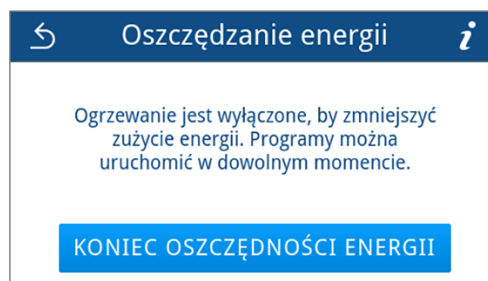 Oszczędzanie energii i
Ogrzewanie jest wyłączone, by zmniejszyć
zużycie energii. Programy można
uruchomić w dowolnym momencie.
KONIEC OSZCZĘDNOŚCI ENERGII